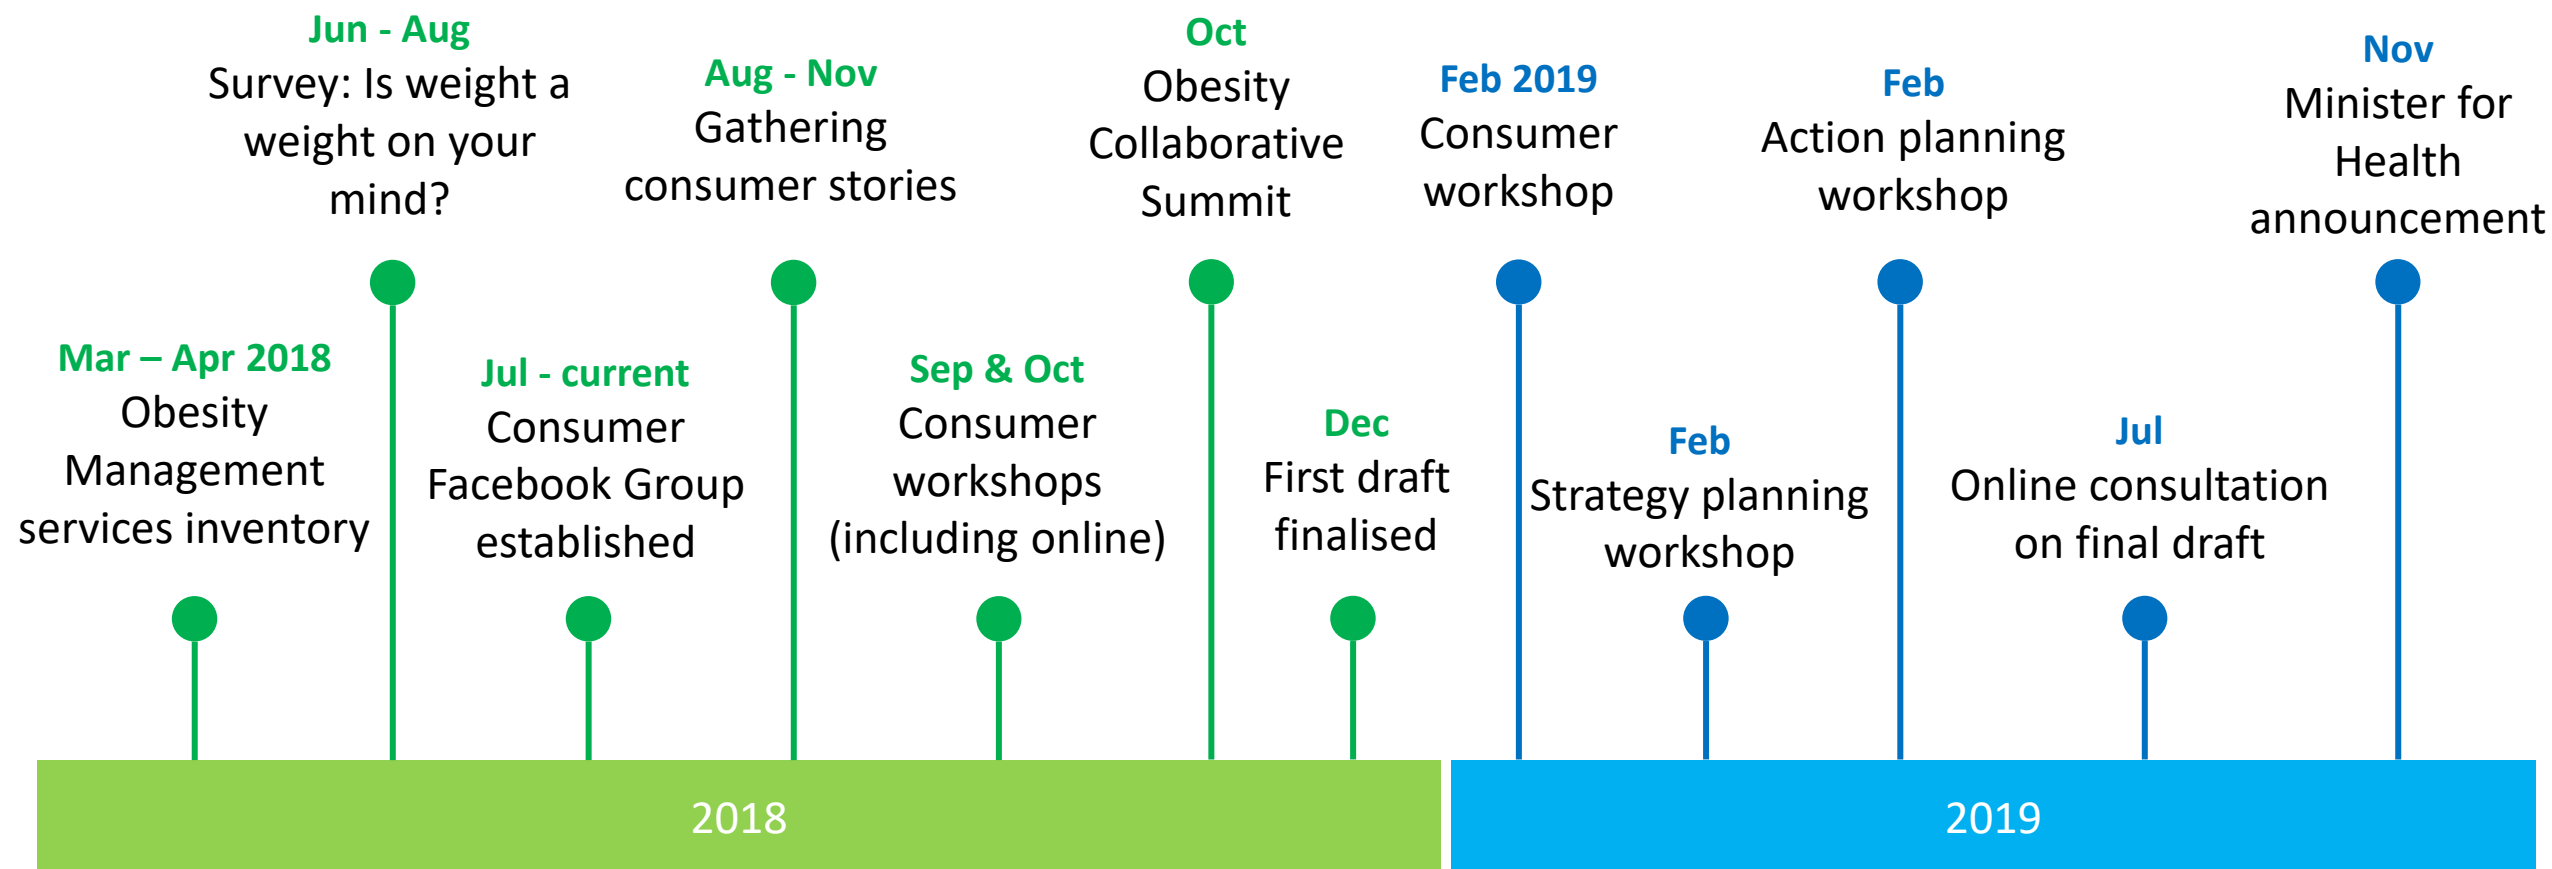 Mar – Apr 2018
Obesity
Management
services inventory
Jun - Aug
Survey: Is weight a
weight on your
mind?
Jul - current
Consumer
Facebook Group
established
Aug - Nov
Gathering
consumer stories
Sep & Oct
Consumer
workshops
(including online)
Oct
Obesity
Collaborative
Summit
Dec
First draft
finalised
Feb 2019
Consumer
workshop
Feb
Strategy planning
workshop
Feb
Action planning
workshop
Jul
Online consultation
on final draft
Nov
Minister for
Health
announcement
2018
2019